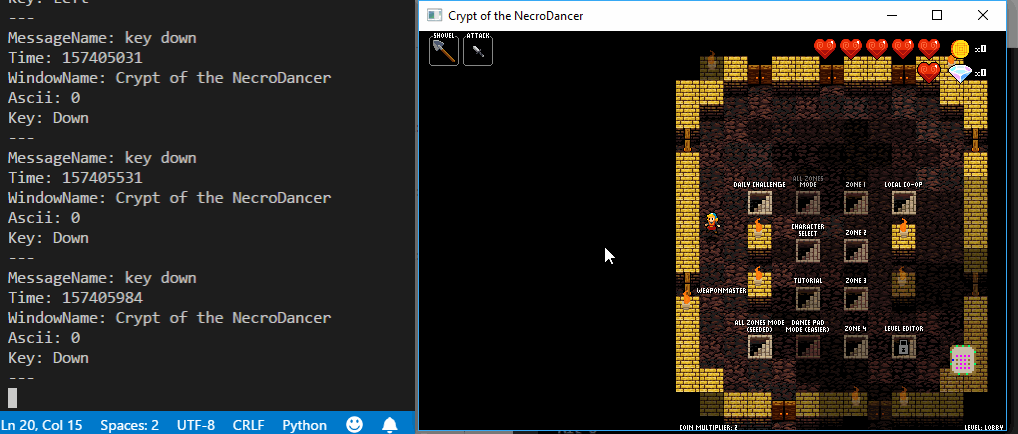 Key: Left
---
MessageName: key down
Time: 157405031
WindowName: Crypt of the NecroDancer
Ascii: 0
Key: Down
---
MessageName: key down
Time: 157405531
WindowName: Crypt of the NecroDancer
Ascii: 0
Key: Down
---
MessageName: key down
Time: 157405984
WindowName: Crypt of the NecroDancer
Ascii: 0
Key: Down
---
Ln 20, Col 15 Spaces: 2 UTF-8 CRLF Python
Crypt of the NecroDancer
SHOVEL ATTACK
x0
x0
DAILY CHALLENGE
ALL ZONES
MODE
ZONE 1
LOCAL CO-OP
CHARACTER
SELECT
ZONE 2
WEAPONMASTER
TUTORIAL
ZONE 3
ALL ZONES MODE
(SEEDED)
DANCE PAD
MODE (EASIER)
ZONE 4
LEVEL EDITOR
COIN MULTIPLIER: 2
LEVEL: LOBBY